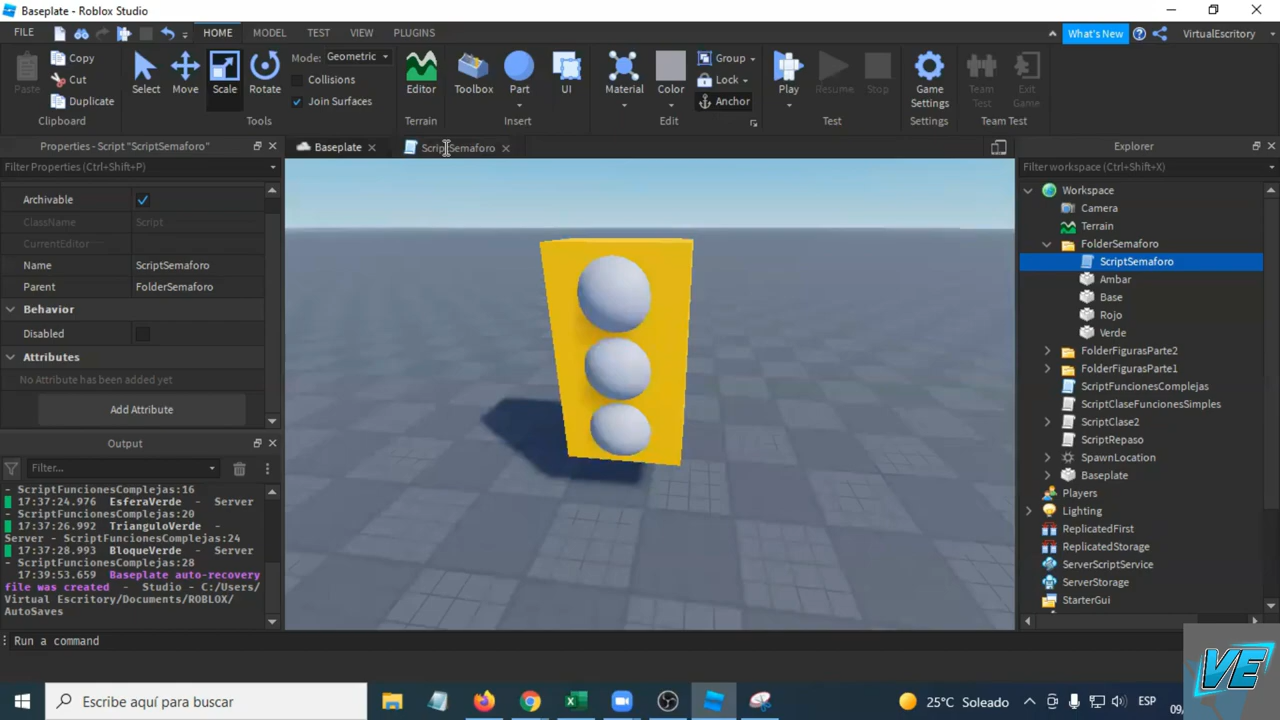 Baseplate - Roblox Studio
FILE
HOME
MODEL
TEST
VIEW
PLUGINS
What's New
VirtualEscritory
Paste
Copy
Cut
Duplicate
Clipboard
Select
Move
Scale
Rotate
Mode: Geometric
Collisions
Join Surfaces
Tools
Editor
Terrain
Toolbox
Part
UI
Insert
Material
Color
Group
Lock
Anchor
Edit
Play
Resume
Stop
Test
Game
Settings
Settings
Team
Test
Exit
Game
Team Test
Properties - Script "ScriptSemaforo"
Filter Properties (Ctrl+Shift+P)
Archivable
ClassName Script
CurrentEditor
Name ScriptSemaforo
Parent FolderSemaforo
Behavior
Disabled
Attributes
No Attribute has been added yet
Add Attribute
Output
Filter...
- ScriptFuncionesComplejas:16
17:37:24.976 EsferaVerde - Server
- ScriptFuncionesComplejas:20
17:37:26.992 TrianguloVerde -
Server - ScriptFuncionesComplejas:24
17:37:28.993 BloqueVerde - Server
- ScriptFuncionesComplejas:28
17:39:53.659 Baseplate auto-recovery
file was created - Studio - C:/Users/
Virtual Escritory/Documents/ROBLOX/
AutoSaves
Run a command
Baseplate
ScriptSemaforo
Explorer
Filter workspace (Ctrl+Shift+X)
Workspace
Camera
Terrain
FolderSemaforo
ScriptSemaforo
Ambar
Base
Rojo
Verde
FolderFigurasParte2
FolderFigurasParte1
ScriptFuncionesComplejas
ScriptClaseFuncionesSimples
ScriptClase2
ScriptRepaso
SpawnLocation
Baseplate
Players
Lighting
ReplicatedFirst
ReplicatedStorage
ServerScriptService
ServerStorage
StarterGui
VE
Escribe aquí para buscar
25°C Soleado
ESP